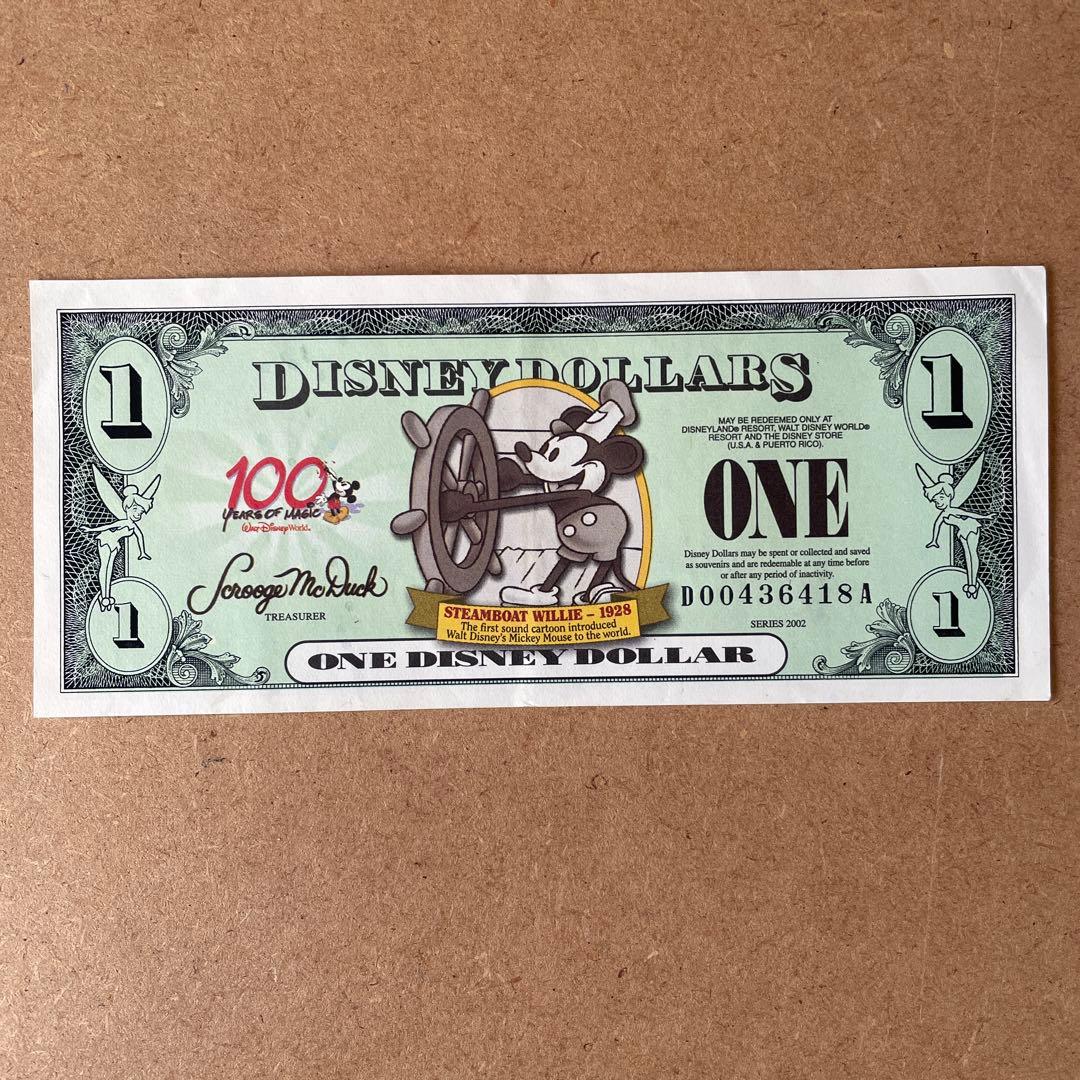 1
DISNEY DOLLARS
1
MAY BE REDEEMED ONLY AT
DISNEYLAND® RESORT, WALT DISNEY WORLD®
RESORT AND THE DISNEY STORE
(U.S.A. & PUERTO RICO).
100
YEARS OF MAGIC
Walt Disney World
ONE
Disney Dollars may be spent or collected and saved
as souvenirs and are redeemable at any time before
or after any period of inactivity.
Scrooge McDuck
TREASURER
D00436418A
SERIES 2002
1
STEAMBOAT WILLIE – 1928
The first sound cartoon introduced
Walt Disney's Mickey Mouse to the world.
1
ONE DISNEY DOLLAR